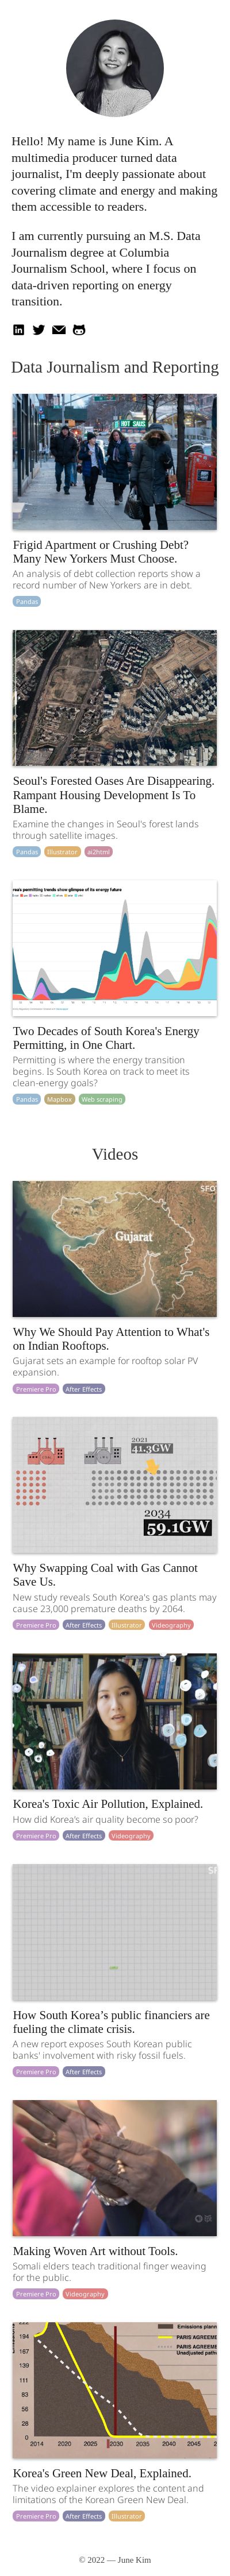 Hello! My name is June Kim. A
multimedia producer turned data
journalist, I'm deeply passionate about
covering climate and energy and making
them accessible to readers.
I am currently pursuing an M.S. Data
Journalism degree at Columbia
Journalism School, where I focus on
data-driven reporting on energy
transition.
Data Journalism and Reporting
HOT SUDS
Frigid Apartment or Crushing Debt?
Many New Yorkers Must Choose.
An analysis of debt collection reports show a
record number of New Yorkers are in debt.
Pandas
Seoul's Forested Oases Are Disappearing.
Rampant Housing Development Is To
Blame.
Examine the changes in Seoul's forest lands
through satellite images.
Pandas Illustrator ai2html
rea's permitting trends show glimpse of its energy future
Two Decades of South Korea's Energy
Permitting, in One Chart.
Permitting is where the energy transition
begins. Is South Korea on track to meet its
clean-energy goals?
Pandas Mapbox Web scraping
Videos
SFO
Gujarat
Why We Should Pay Attention to What's
on Indian Rooftops.
Gujarat sets an example for rooftop solar PV
expansion.
Premiere Pro After Effects
2021
41.3GW
2034
59.1GW
Why Swapping Coal with Gas Cannot
Save Us.
New study reveals South Korea's gas plants may
cause 23,000 premature deaths by 2064.
Premiere Pro After Effects Illustrator Videography
Korea's Toxic Air Pollution, Explained.
How did Korea’s air quality become so poor?
Premiere Pro After Effects Videography
How South Korea’s public financiers are
fueling the climate crisis.
A new report exposes South Korean public
banks' involvement with risky fossil fuels.
Premiere Pro After Effects
Making Woven Art without Tools.
Somali elders teach traditional finger weaving
for the public.
Premiere Pro Videography
Emissions plann
PARIS AGREEME
PARIS AGREEME
Unedjusted pathw
194
167
139
111
83
56
28
0
2014 2020 2025 2030 2035 2040 2045 2
Korea's Green New Deal, Explained.
The video explainer explores the content and
limitations of the Korean Green New Deal.
Premiere Pro After Effects Illustrator
© 2022 — June Kim